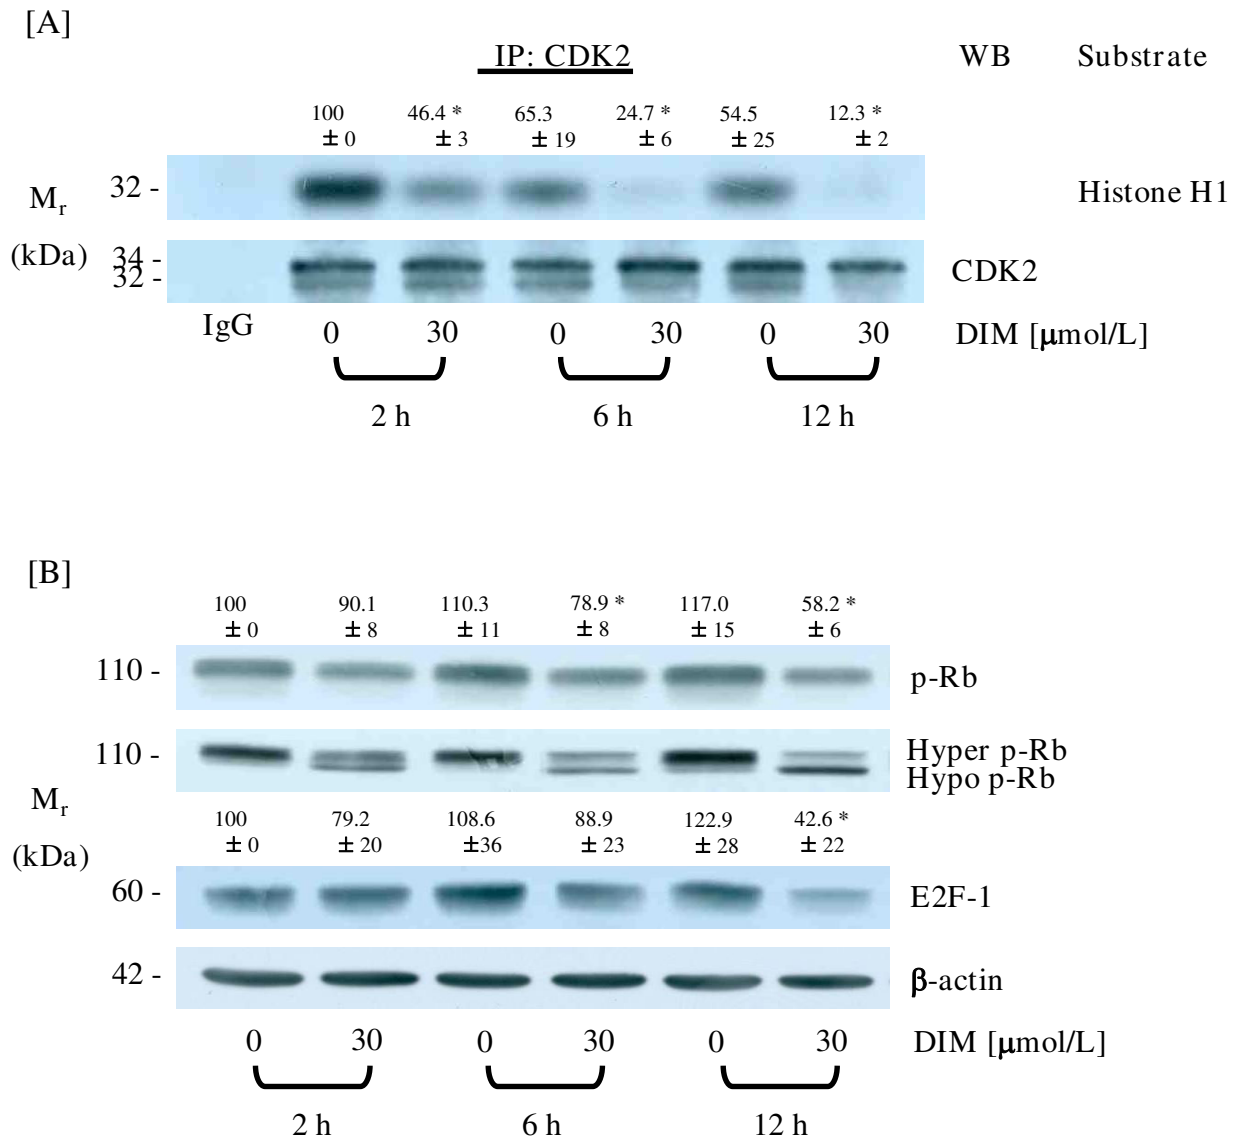 [A]
IP: CDK2 WB Substrate
100 46.4 * 65.3 24.7 * 54.5 12.3 *
± 0 ± 3 ± 19 ± 6 ± 25 ± 2
Mr 32 - Histone H1
(kDa) 34 -
32 - CDK2
IgG 0 30 0 30 0 30 DIM [μmol/L]
2 h 6 h 12 h
[B]
100 90.1 110.3 78.9 * 117.0 58.2 *
± 0 ± 8 ± 11 ± 8 ± 15 ± 6
110 - p-Rb
110 - Hyper p-Rb
Hypo p-Rb
Mr
100 79.2 108.6 88.9 122.9 42.6 *
(kDa) ± 0 ± 20 ±36 ± 23 ± 28 ± 22
60 - E2F-1
42 - β-actin
0 30 0 30 0 30 DIM [μmol/L]
2 h 6 h 12 h